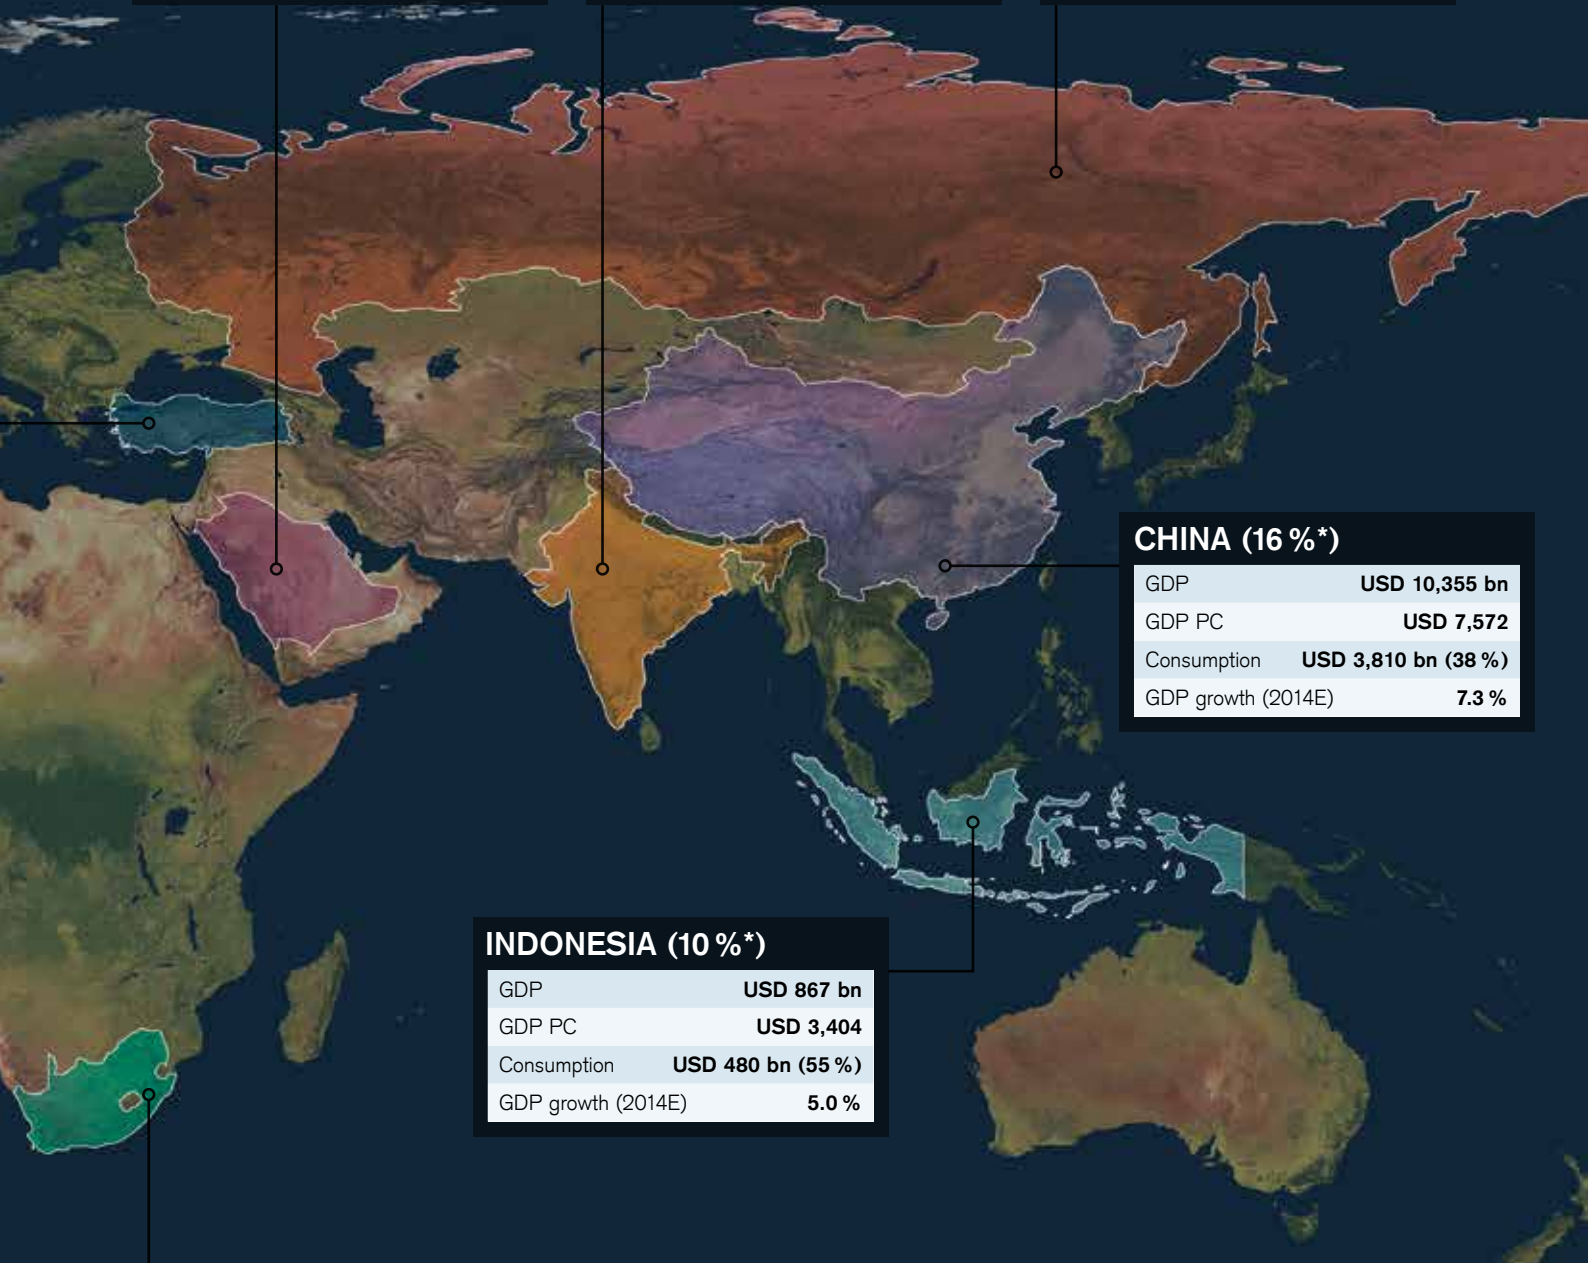 CHINA (16 %*)
GDP USD 10,355 bn
GDP PC USD 7,572
Consumption USD 3,810 bn (38 %)
GDP growth (2014E) 7.3 %
INDONESIA (10 %*)
GDP USD 867 bn
GDP PC USD 3,404
Consumption USD 480 bn (55 %)
GDP growth (2014E) 5.0 %